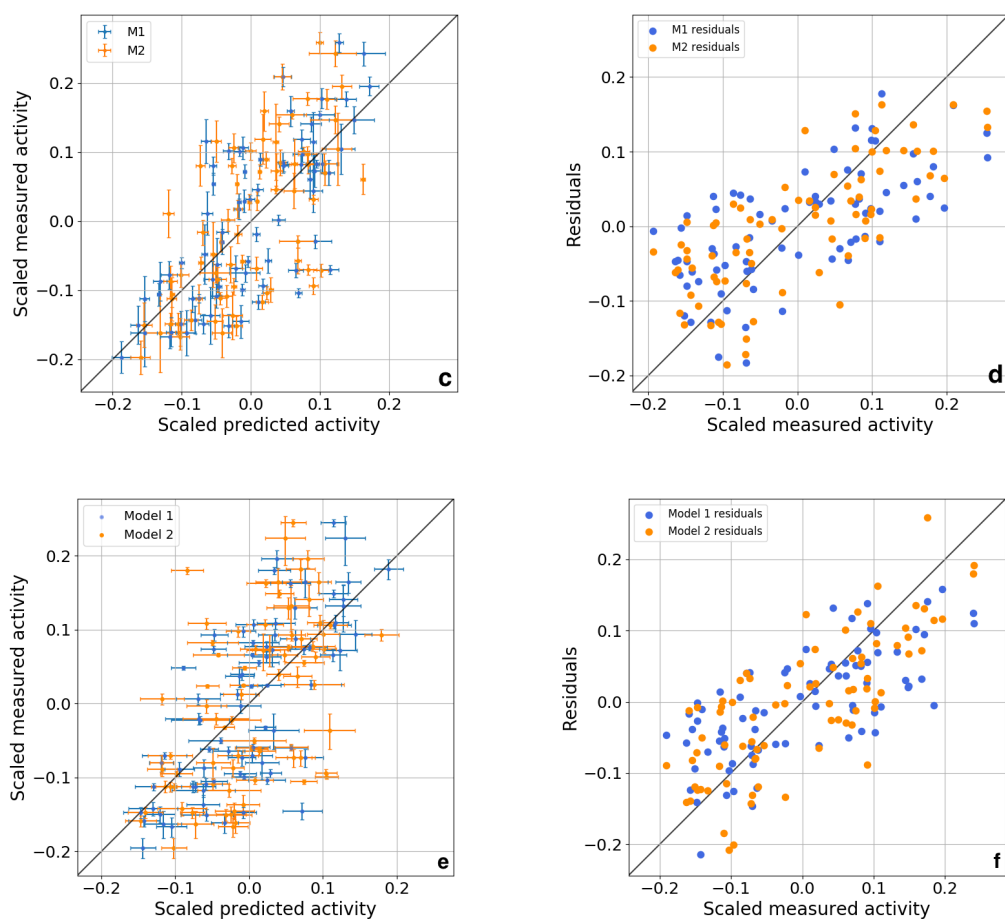 M1
M2
0.2
0.1
0.0
−0.1
−0.2
Scaled measured activity
−0.2
−0.1
0.0
0.1
0.2
Scaled predicted activity
c
M1 residuals
M2 residuals
0.2
0.1
0.0
−0.1
−0.2
Residuals
−0.2
−0.1
0.0
0.1
0.2
Scaled measured activity
d
Model 1
Model 2
0.2
0.1
0.0
−0.1
−0.2
Scaled measured activity
−0.2
−0.1
0.0
0.1
0.2
Scaled predicted activity
e
Model 1 residuals
Model 2 residuals
0.2
0.1
0.0
−0.1
−0.2
Residuals
−0.2
−0.1
0.0
0.1
0.2
Scaled measured activity
f